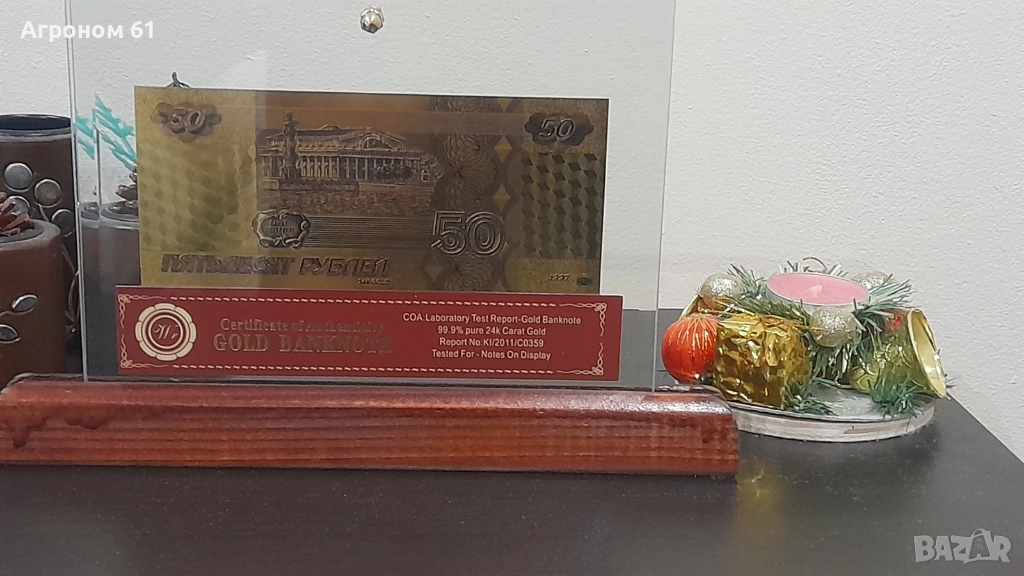 Агроном 61
50
50
50
ПЯТЬДЕСЯТ РУБЛЕЙ
1997
Certificate of Authenticity
GOLD BANKNOTE
COA:Laboratory Test Report-Gold Banknote
99.9% pure 24k Carat Gold
Report No:KI/2011/C0359
Tested For - Notes On Display
BAZAR